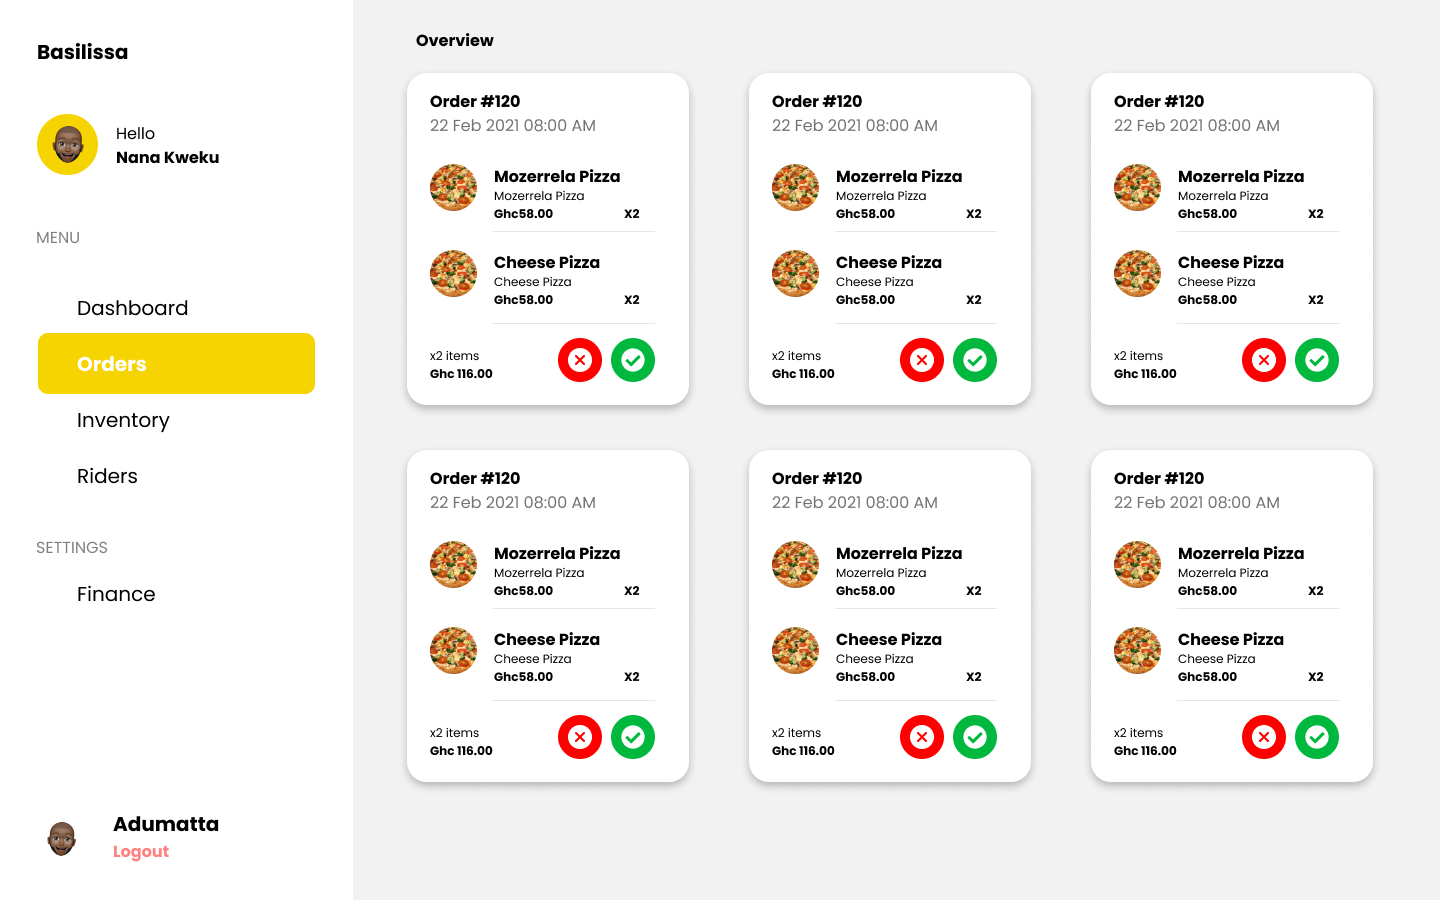 Basilissa
Hello
Nana Kweku
MENU
Dashboard
Orders
Inventory
Riders
SETTINGS
Finance
Adumatta
Logout
Overview
Order #120
22 Feb 2021 08:00 AM
Mozerrela Pizza
Mozerrela Pizza
Ghc58.00 X2
Cheese Pizza
Cheese Pizza
Ghc58.00 X2
x2 items
Ghc 116.00
Order #120
22 Feb 2021 08:00 AM
Mozerrela Pizza
Mozerrela Pizza
Ghc58.00 X2
Cheese Pizza
Cheese Pizza
Ghc58.00 X2
x2 items
Ghc 116.00
Order #120
22 Feb 2021 08:00 AM
Mozerrela Pizza
Mozerrela Pizza
Ghc58.00 X2
Cheese Pizza
Cheese Pizza
Ghc58.00 X2
x2 items
Ghc 116.00
Order #120
22 Feb 2021 08:00 AM
Mozerrela Pizza
Mozerrela Pizza
Ghc58.00 X2
Cheese Pizza
Cheese Pizza
Ghc58.00 X2
x2 items
Ghc 116.00
Order #120
22 Feb 2021 08:00 AM
Mozerrela Pizza
Mozerrela Pizza
Ghc58.00 X2
Cheese Pizza
Cheese Pizza
Ghc58.00 X2
x2 items
Ghc 116.00
Order #120
22 Feb 2021 08:00 AM
Mozerrela Pizza
Mozerrela Pizza
Ghc58.00 X2
Cheese Pizza
Cheese Pizza
Ghc58.00 X2
x2 items
Ghc 116.00